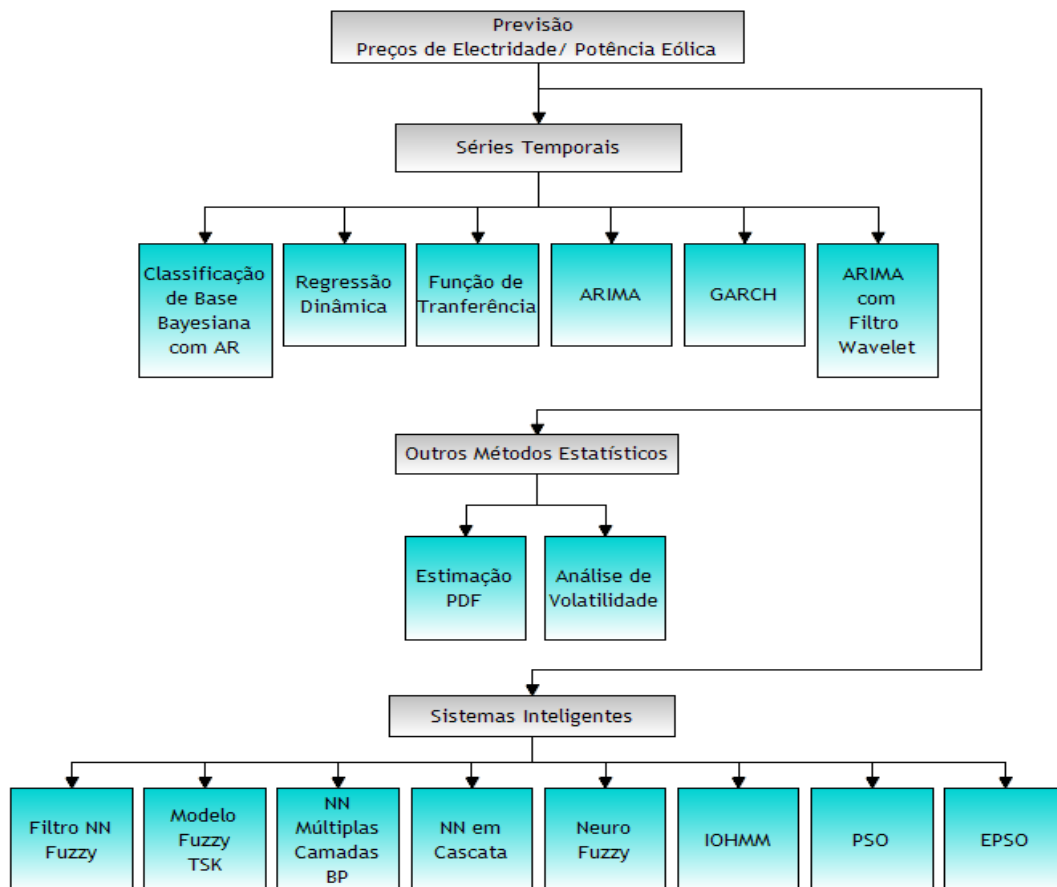 Previsão
Preços de Electridade/ Potência Eólica
Séries Temporais
Classificação
de Base
Bayesiana
com AR
Regressão
Dinâmica
Função de
Tranferência
ARIMA
GARCH
ARIMA
com
Filtro
Wavelet
Outros Métodos Estatísticos
Estimação
PDF
Análise de
Volatilidade
Sistemas Inteligentes
Filtro NN
Fuzzy
Modelo
Fuzzy
TSK
NN
Múltiplas
Camadas
BP
NN em
Cascata
Neuro
Fuzzy
IOHMM
PSO
EPSO